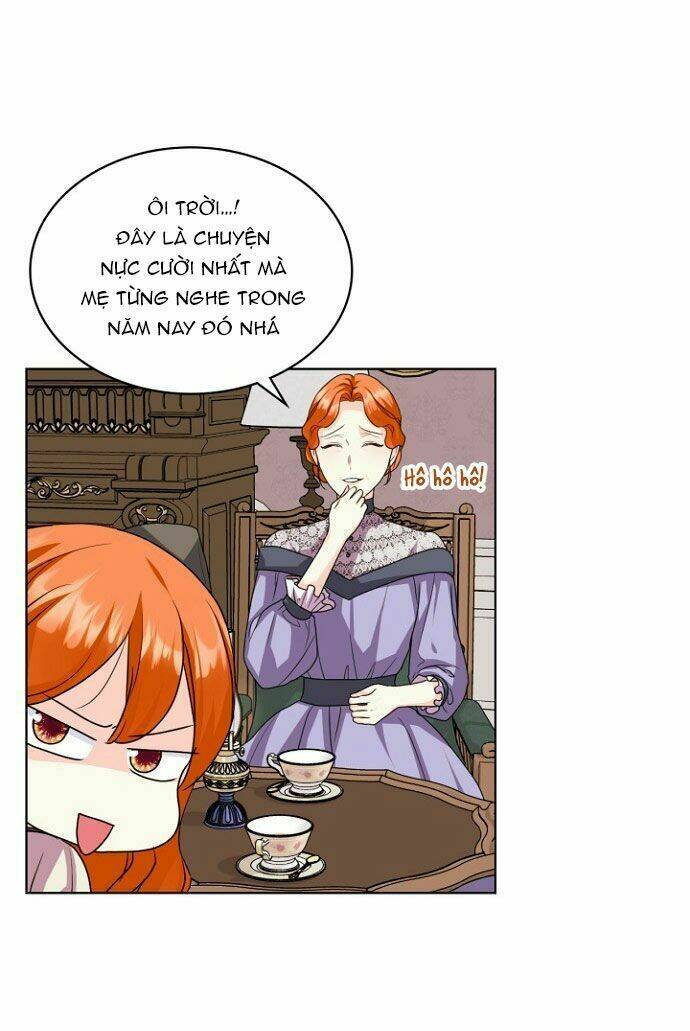 ÔI TRỜI...!
ĐÂY LÀ CHUYỆN
NỰC CƯỜI NHẤT MÀ
MẸ TỪNG NGHE TRONG
NĂM NAY ĐÓ NHÁ
Hô hô hô!